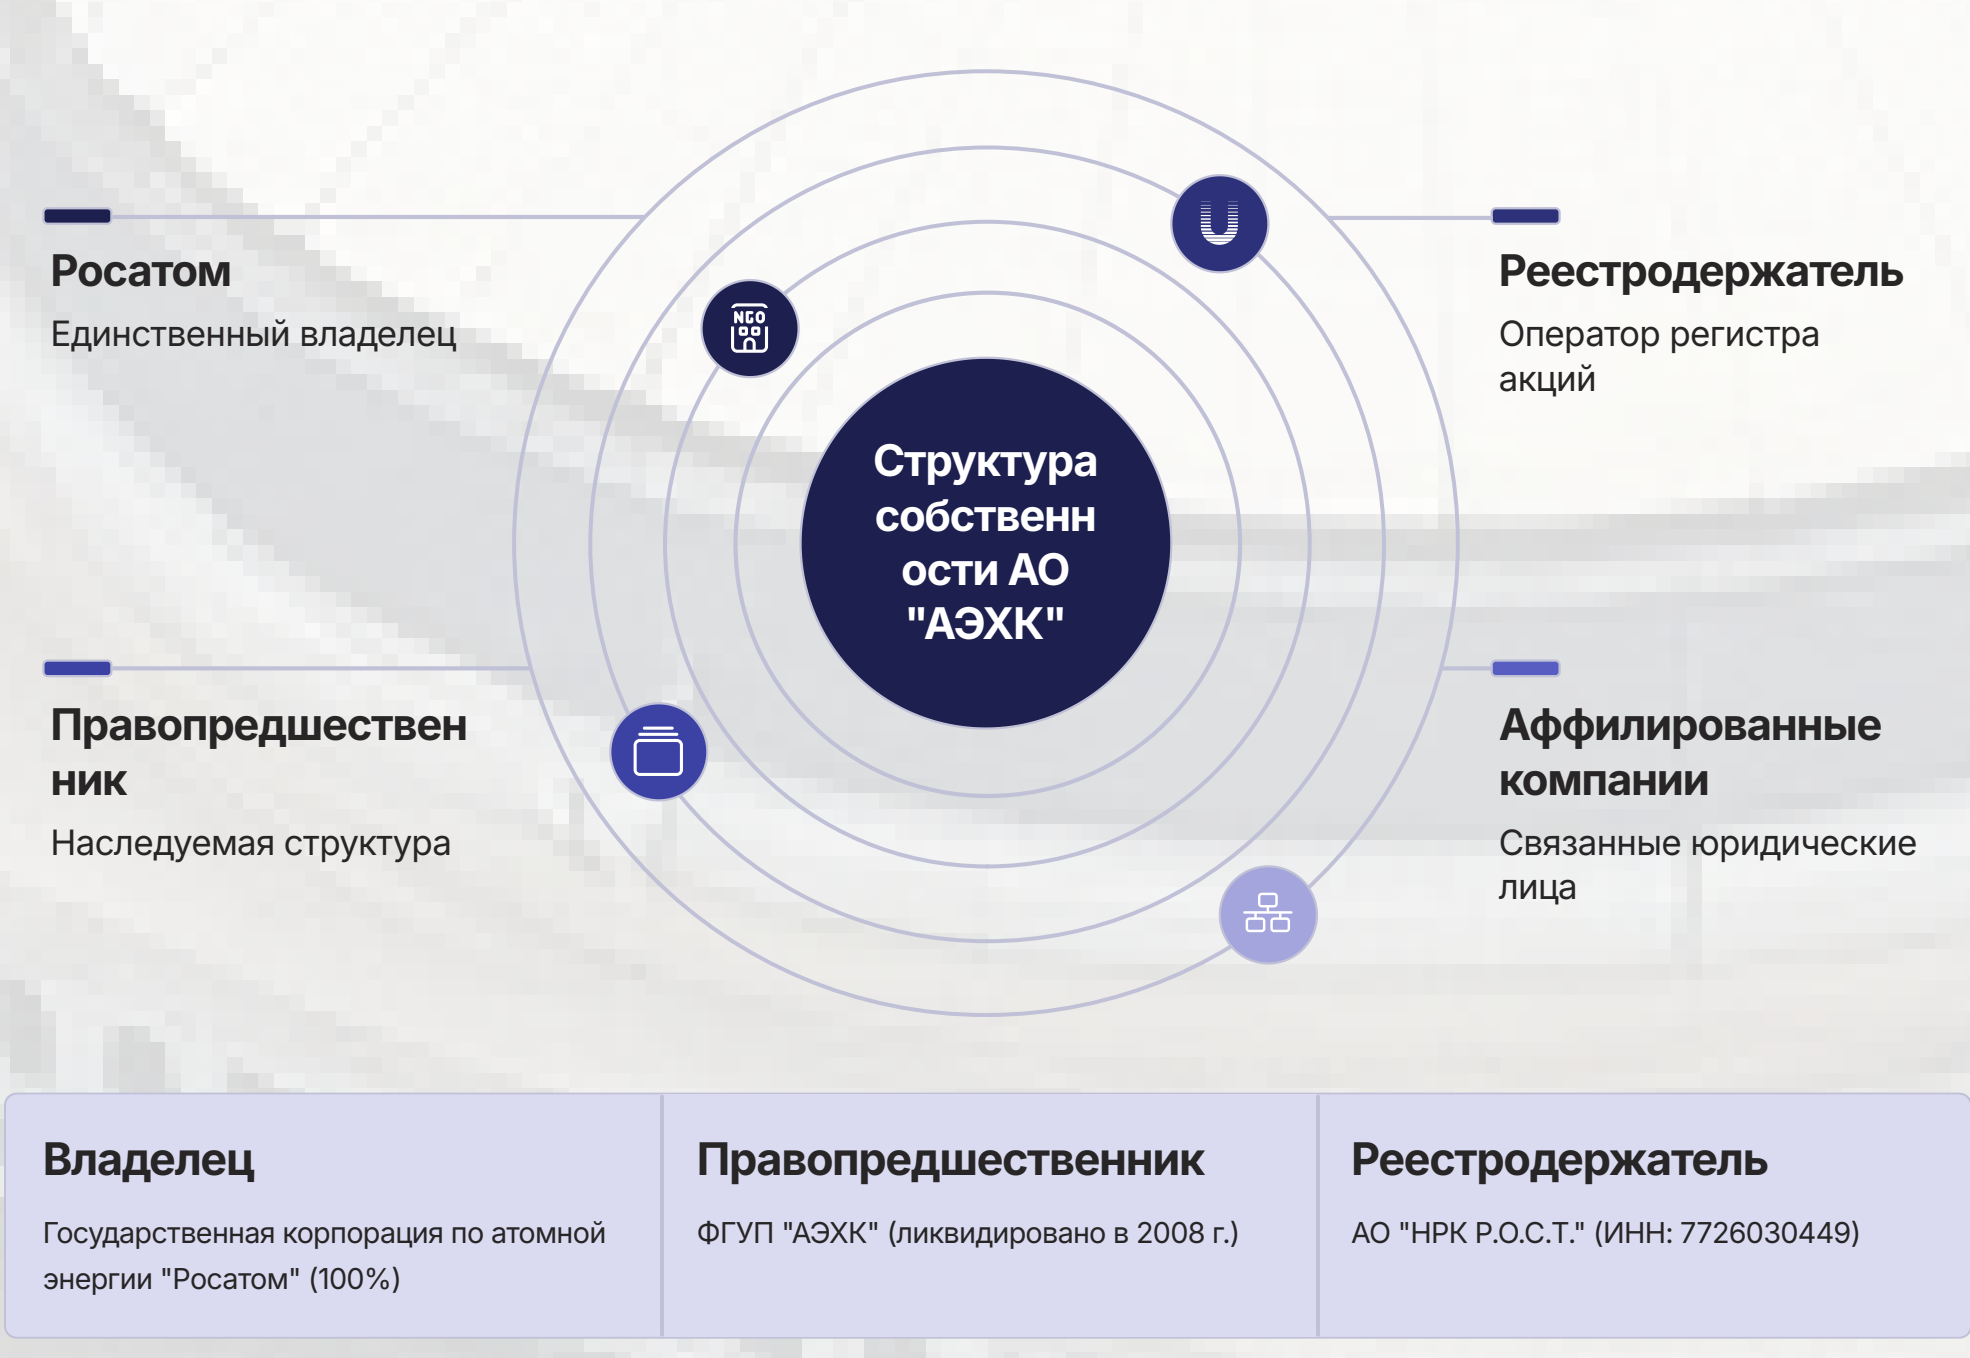 Росатом
Единственный владелец
NGO
U
Реестродержатель
Оператор регистра
акций
Структура
собственн
ости АО
"АЭХК"
Правопредшествен
ник
Наследуемая структура
Аффилированные
компании
Связанные юридические
лица
Владелец
Государственная корпорация по атомной
энергии "Росатом" (100%)
Правопредшественник
ФГУП "АЭХК" (ликвидировано в 2008 г.)
Реестродержатель
АО "НРК Р.О.С.Т." (ИНН: 7726030449)